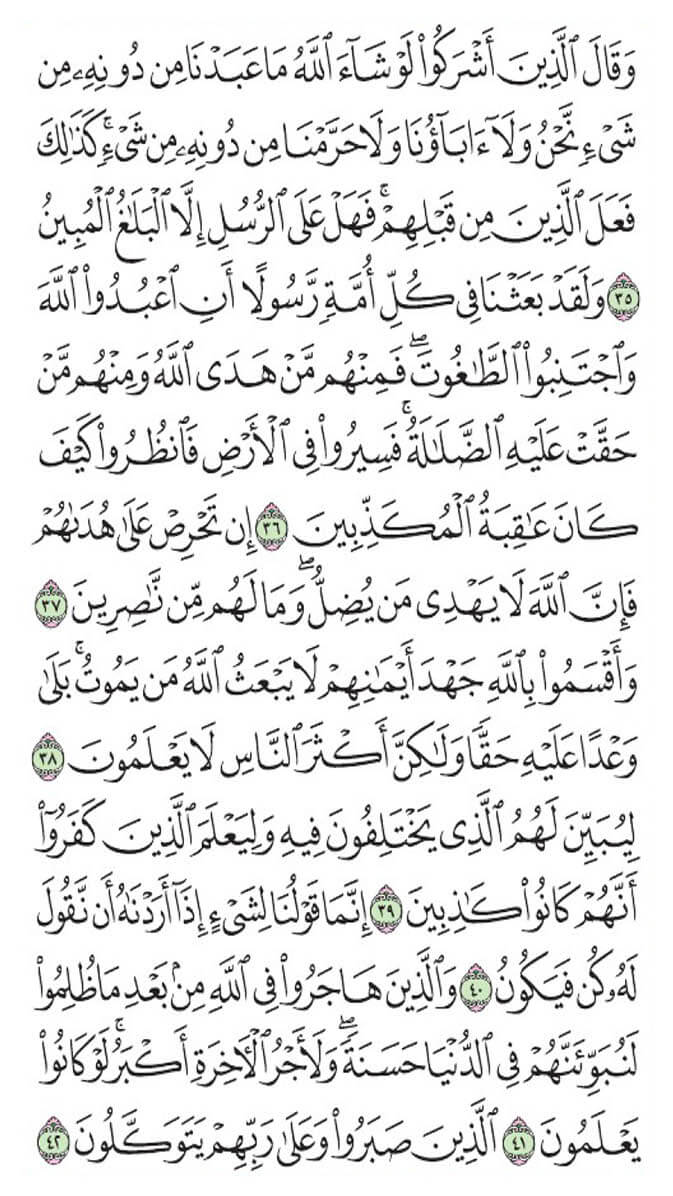 وَقَالَ ٱلَّذِينَ أَشْرَكُوا۟ لَوْ شَآءَ ٱللَّهُ مَا عَبَدْنَا مِن دُونِهِۦ مِن
شَىْءٍ نَّحْنُ وَلَآ ءَابَآؤُنَا وَلَا حَرَّمْنَا مِن دُونِهِۦ مِن شَىْءٍ ۚ كَذَٰلِكَ
فَعَلَ ٱلَّذِينَ مِن قَبْلِهِمْ ۚ فَهَلْ عَلَى ٱلرُّسُلِ إِلَّا ٱلْبَلَٰغُ ٱلْمُبِينُ
٣٥ وَلَقَدْ بَعَثْنَا فِى كُلِّ أُمَّةٍ رَّسُولًا أَنِ ٱعْبُدُوا۟ ٱللَّهَ
وَٱجْتَنِبُوا۟ ٱلطَّٰغُوتَ ۖ فَمِنْهُم مَّنْ هَدَى ٱللَّهُ وَمِنْهُم مَّنْ
حَقَّتْ عَلَيْهِ ٱلضَّلَٰلَةُ ۚ فَسِيرُوا۟ فِى ٱلْأَرْضِ فَٱنظُرُوا۟ كَيْفَ
كَانَ عَٰقِبَةُ ٱلْمُكَذِّبِينَ ٣٦ إِن تَحْرِصْ عَلَىٰ هُدَىٰهُمْ
فَإِنَّ ٱللَّهَ لَا يَهْدِى مَن يُضِلُّ ۖ وَمَا لَهُم مِّن نَّٰصِرِينَ ٣٧
وَأَقْسَمُوا۟ بِٱللَّهِ جَهْدَ أَيْمَٰنِهِمْ لَا يَبْعَثُ ٱللَّهُ مَن يَمُوتُ ۚ بَلَىٰ
وَعْدًا عَلَيْهِ حَقًّا وَلَٰكِنَّ أَكْثَرَ ٱلنَّاسِ لَا يَعْلَمُونَ ٣٨
لِيُبَيِّنَ لَهُمُ ٱلَّذِى يَخْتَلِفُونَ فِيهِ وَلِيَعْلَمَ ٱلَّذِينَ كَفَرُوٓا۟
أَنَّهُمْ كَانُوا۟ كَٰذِبِينَ ٣٩ إِنَّمَا قَوْلُنَا لِشَىْءٍ إِذَآ أَرَدْنَٰهُ أَن نَّقُولَ
لَهُۥ كُن فَيَكُونُ ٤٠ وَٱلَّذِينَ هَاجَرُوا۟ فِى ٱللَّهِ مِنۢ بَعْدِ مَا ظُلِمُوا۟
لَنُبَوِّئَنَّهُمْ فِى ٱلدُّنْيَا حَسَنَةً ۖ وَلَأَجْرُ ٱلْءَاخِرَةِ أَكْبَرُ ۚ لَوْ كَانُوا۟
يَعْلَمُونَ ٤١ ٱلَّذِينَ صَبَرُوا۟ وَعَلَىٰ رَبِّهِمْ يَتَوَكَّلُونَ ٤٢